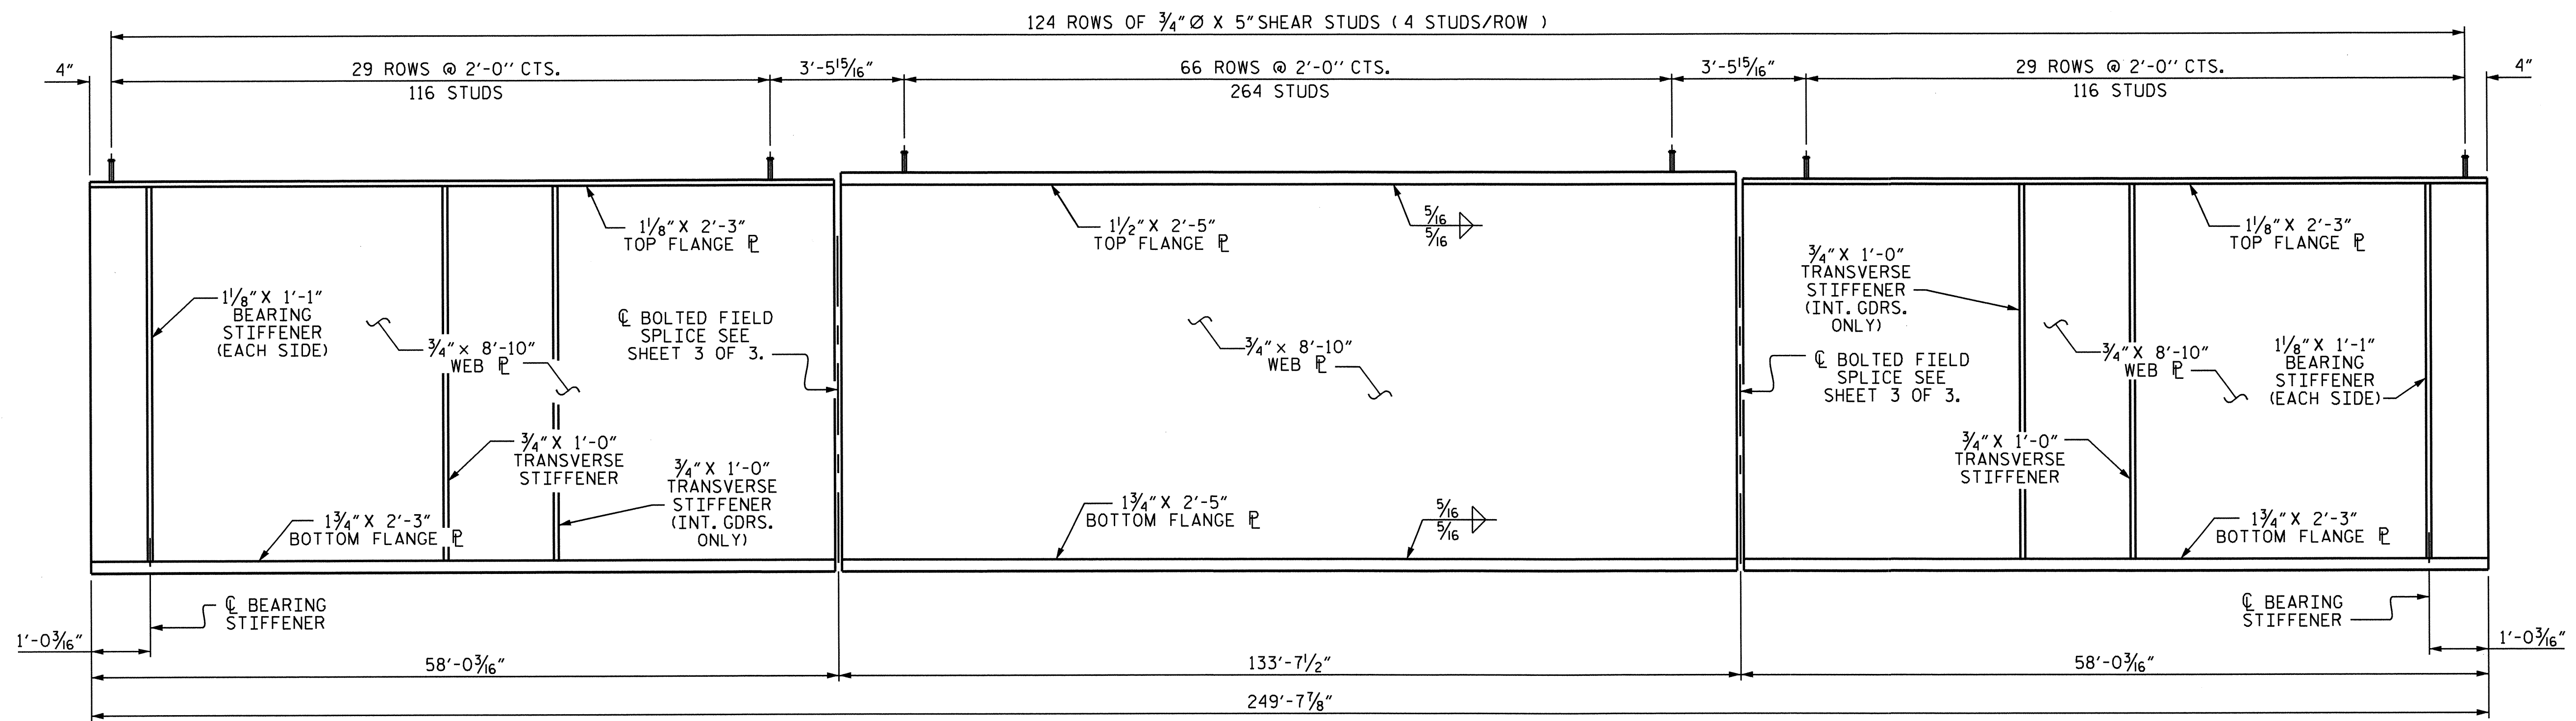 124 ROWS OF 3/4" Ø X 5" SHEAR STUDS ( 4 STUDS/ROW )
4"
29 ROWS @ 2'-0" CTS.
116 STUDS
3'-5 15/16"
66 ROWS @ 2'-0" CTS.
264 STUDS
3'-5 15/16"
29 ROWS @ 2'-0" CTS.
116 STUDS
4"
1 1/8" X 2'-3"
TOP FLANGE ℄
1 1/8" X 1'-1"
BEARING
STIFFENER
(EACH SIDE)
3/4" x 8'-10"
WEB PL
℄ BOLTED FIELD
SPLICE SEE
SHEET 3 OF 3.
3/4" X 1'-0"
TRANSVERSE
STIFFENER
3/4" X 1'-0"
TRANSVERSE
STIFFENER
(INT. GDRS.
ONLY)
1 3/4" X 2'-3"
BOTTOM FLANGE PL
1 1/2" X 2'-5"
TOP FLANGE PL
5/16
5/16
3/4" x 8'-10"
WEB PL
1 3/4" X 2'-5"
BOTTOM FLANGE PL
5/16
5/16
3/4" X 1'-0"
TRANSVERSE
STIFFENER
(INT. GDRS.
ONLY)
℄ BOLTED FIELD
SPLICE SEE
SHEET 3 OF 3.
1 1/8" X 2'-3"
TOP FLANGE PL
3/4" X 8'-10"
WEB PL
1 1/8" X 1'-1"
BEARING
STIFFENER
(EACH SIDE)
3/4" X 1'-0"
TRANSVERSE
STIFFENER
1 3/4" X 2'-3"
BOTTOM FLANGE PL
℄ BEARING
STIFFENER
℄ BEARING
STIFFENER
1'-0 3/16"
1'-0 3/16"
58'-0 3/16"
133'-7 1/2"
58'-0 3/16"
249'-7 7/8"